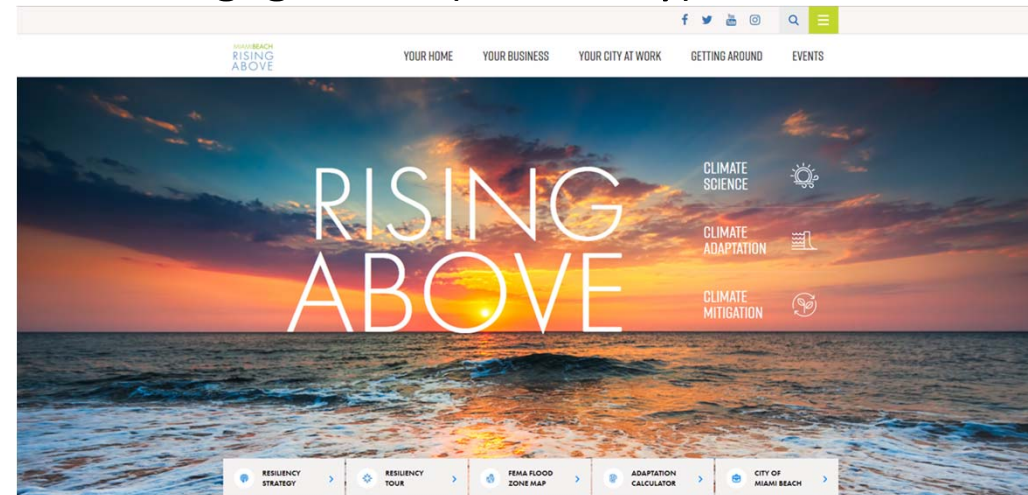 MIAMIBEACH
RISING
ABOVE
YOUR HOME YOUR BUSINESS YOUR CITY AT WORK GETTING AROUND EVENTS
RISING
ABOVE
CLIMATE
SCIENCE
CLIMATE
ADAPTATION
CLIMATE
MITIGATION
RESILIENCY
STRATEGY
RESILIENCY
TOUR
FEMA FLOOD
ZONE MAP
ADAPTATION
CALCULATOR
CITY OF
MIAMI BEACH